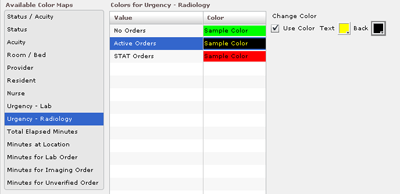 Available Color Maps
Status / Acuity
Status
Acuity
Room / Bed
Provider
Resident
Nurse
Urgency - Lab
Urgency - Radiology
Total Elapsed Minutes
Minutes at Location
Minutes for Lab Order
Minutes for Imaging Order
Minutes for Unverified Order
Colors for Urgency - Radiology
Value Color
No Orders Sample Color
Active Orders Sample Color
STAT Orders Sample Color
Change Color
Use Color Text Back